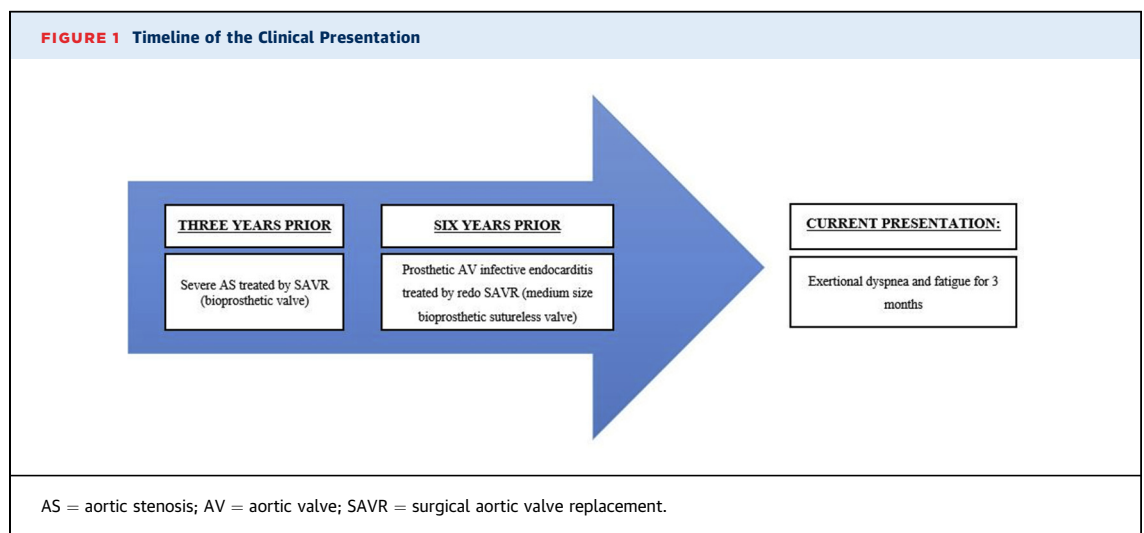 FIGURE 1 Timeline of the Clinical Presentation
THREE YEARS PRIOR
Severe AS treated by SAVR
(bioprosthetic valve)
SIX YEARS PRIOR
Prosthetic AV infective endocarditis
treated by redo SAVR (medium size
bioprosthetic sutureless valve)
CURRENT PRESENTATION:
Exertional dyspnea and fatigue for 3
months
AS = aortic stenosis; AV = aortic valve; SAVR = surgical aortic valve replacement.